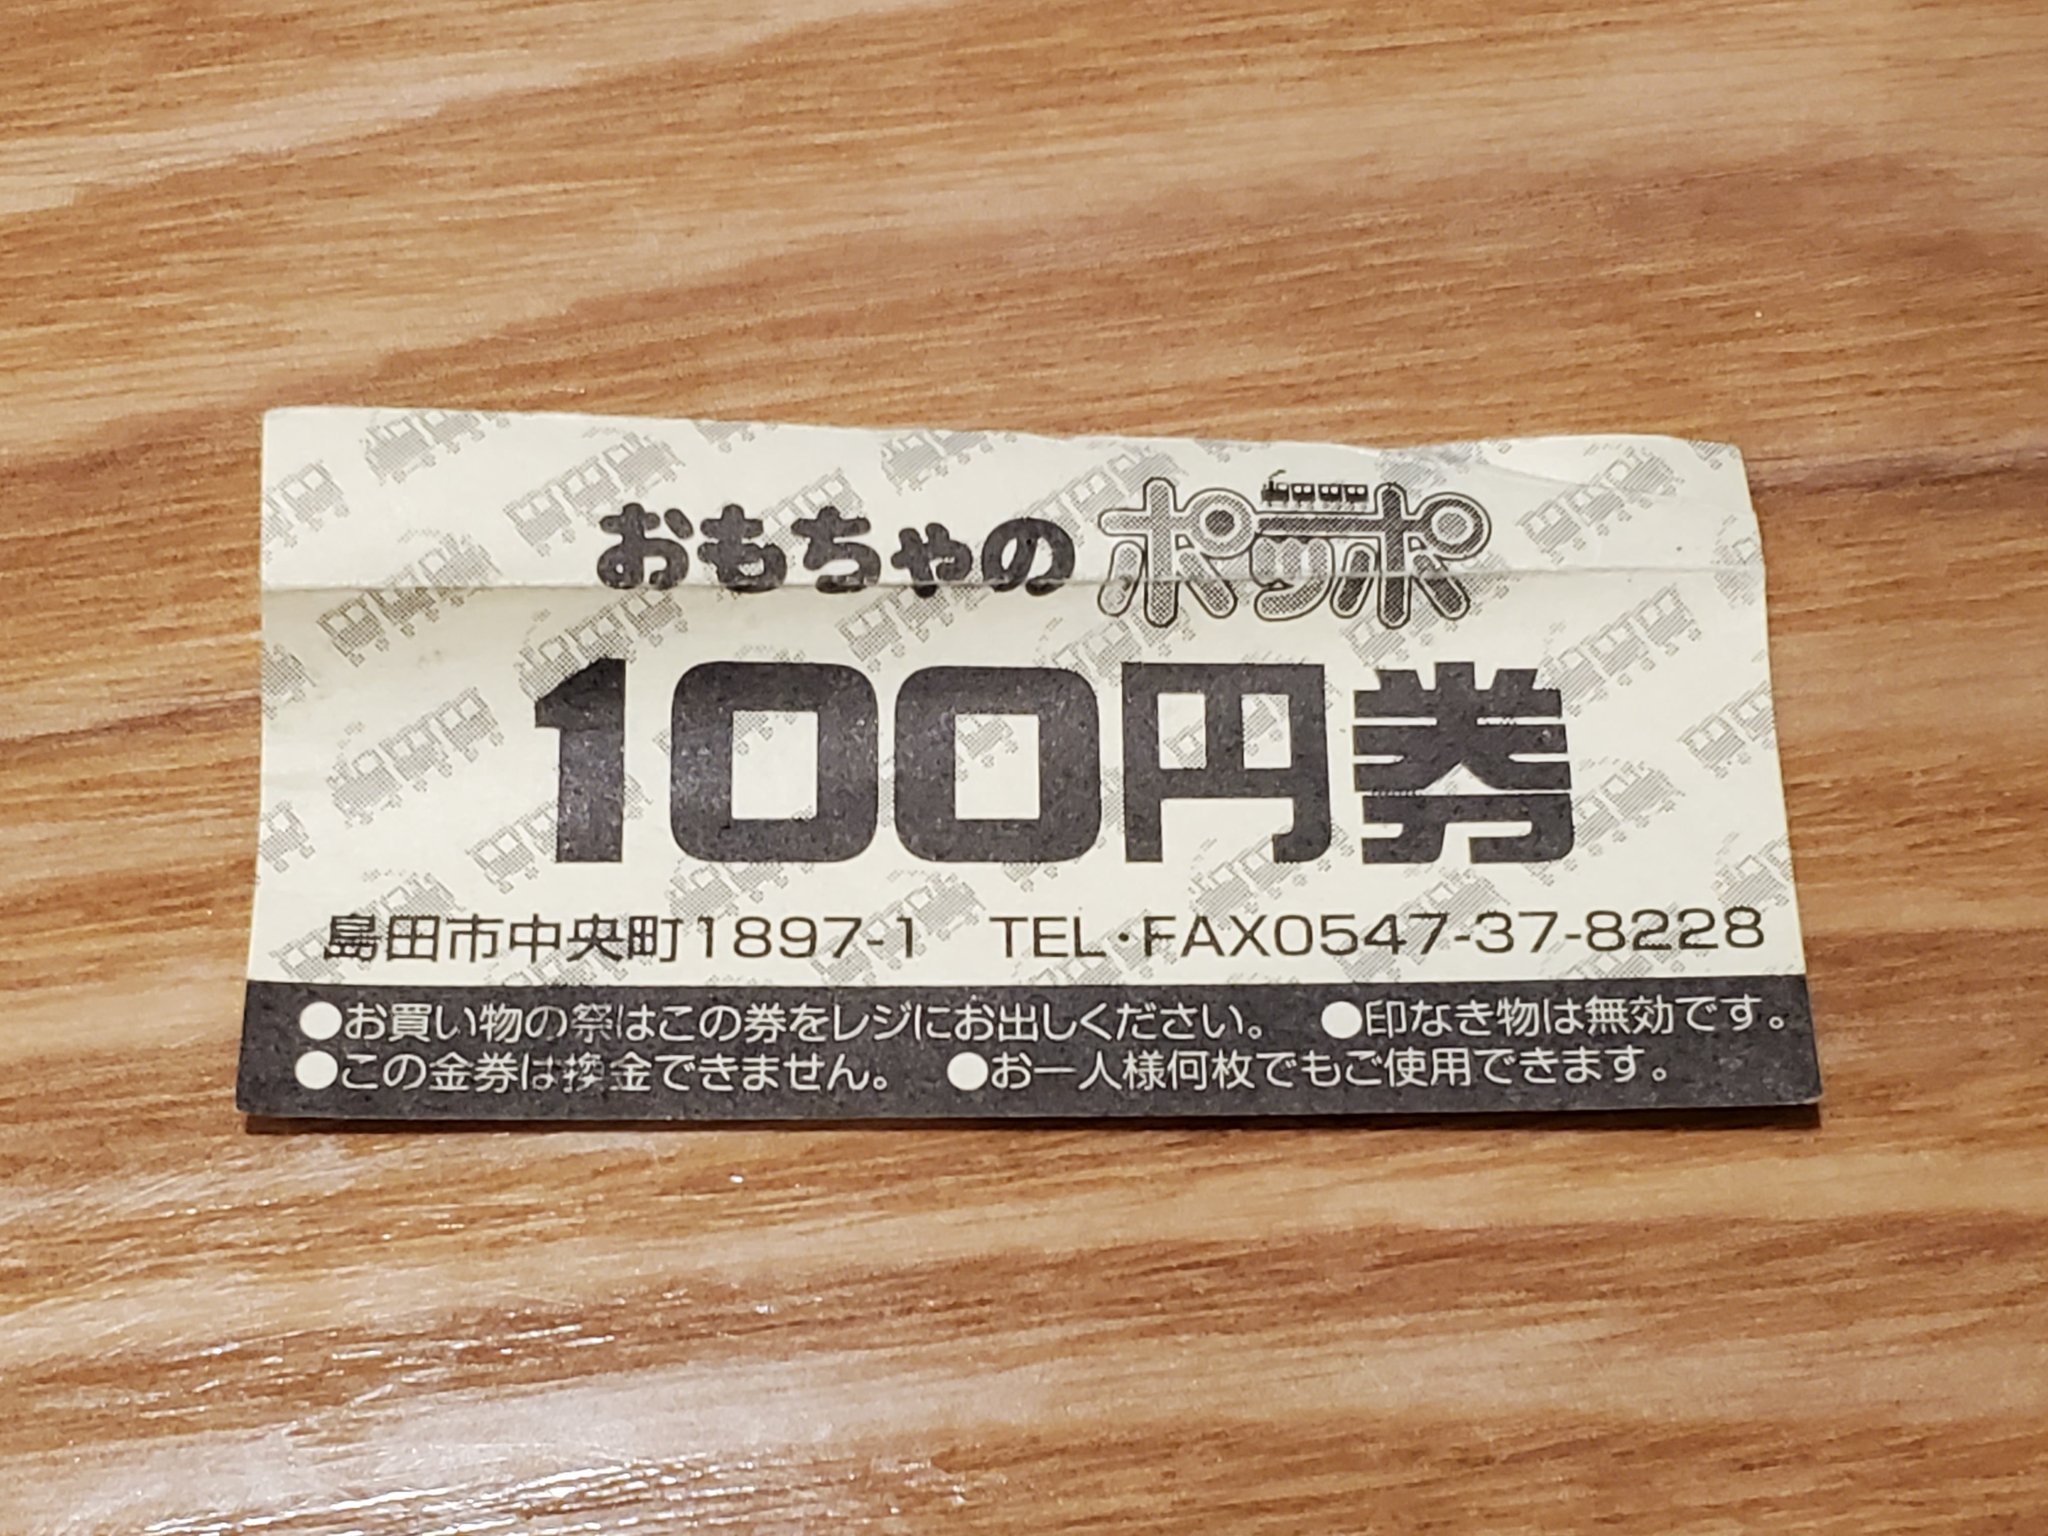 おもちゃの ポッポ
100円券
島田市中央町1897-1 TEL・FAX0547-37-8228
●お買い物の祭はこの券をレジにお出しください。 ●印なき物は無効です。
●この金券は換金できません。 ●お一人様何枚でもご使用できます。